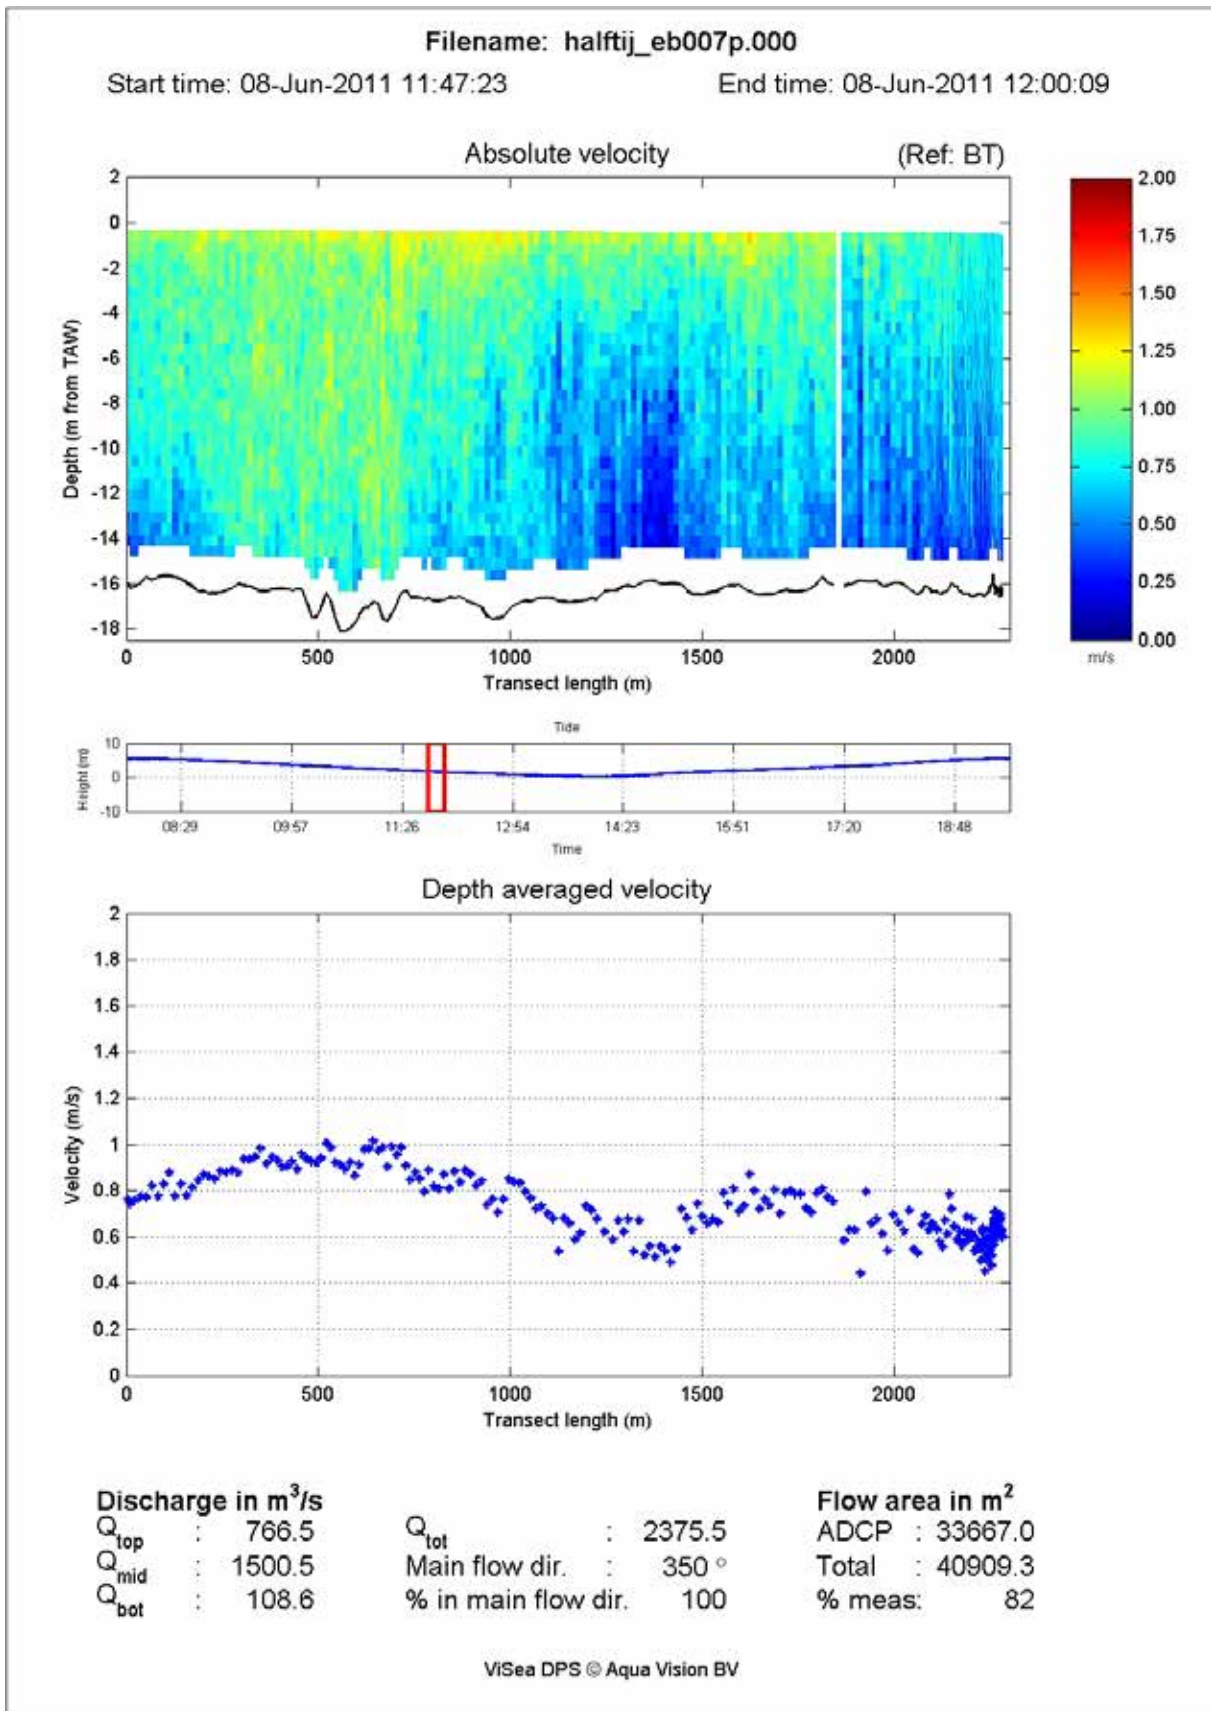 Filename: halftij_eb007p.000
Start time: 08-Jun-2011 11:47:23 End time: 08-Jun-2011 12:00:09
Absolute velocity (Ref: BT)
2
0
-2
-4
-6
-8
-10
-12
-14
-16
-18
Depth (m from TAW)
0 500 1000 1500 2000
Transect length (m)
2.00
1.75
1.50
1.25
1.00
0.75
0.50
0.25
0.00
m/s
Tide
10
0
-10
Height (m)
08:29 09:57 11:26 12:54 14:23 15:51 17:20 18:48
Time
Depth averaged velocity
2
1.8
1.6
1.4
1.2
1
0.8
0.6
0.4
0.2
0
Velocity (m/s)
0 500 1000 1500 2000
Transect length (m)
Discharge in m³/s Flow area in m²
Q_top : 766.5 Q_tot : 2375.5 ADCP : 33667.0
Q_mid : 1500.5 Main flow dir. : 350 ° Total : 40909.3
Q_bot : 108.6 % in main flow dir. 100 % meas: 82
ViSea DPS © Aqua Vision BV